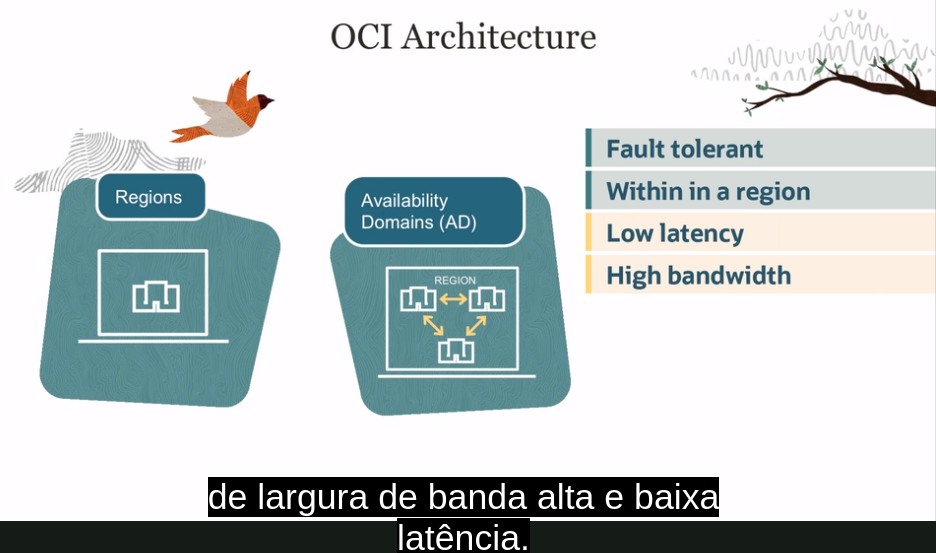 OCI Architecture
Regions
Availability
Domains (AD)
REGION
Fault tolerant
Within in a region
Low latency
High bandwidth
de largura de banda alta e baixa
latência.